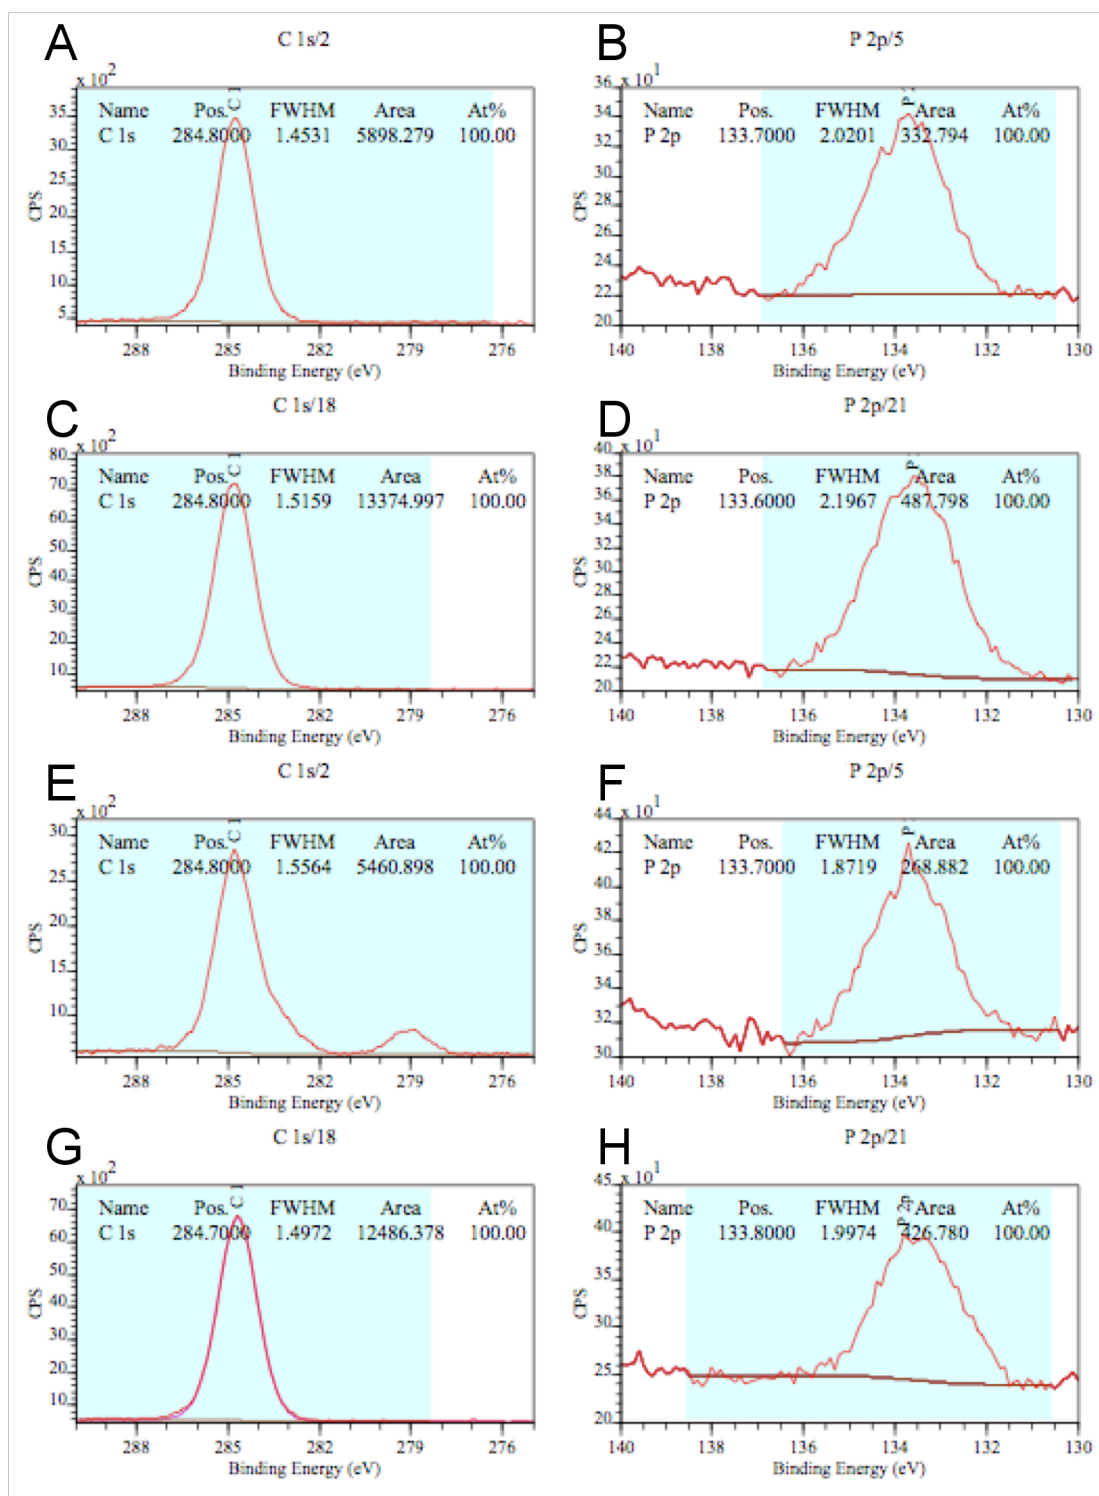 A
C 1s/2
x 10²
Name Pos. FWHM Area At%
C 1s 284.8000 1.4531 5898.279 100.00
C 1
35
30
25
20
15
10
5
CPS
288 285 282 279 276
Binding Energy (eV)
B
P 2p/5
x 10¹
Name Pos. FWHM Area At%
P 2p 133.7000 2.0201 332.794 100.00
36
34
32
30
28
26
24
22
20
CPS
140 138 136 134 132 130
Binding Energy (eV)
C
C 1s/18
x 10²
Name Pos. FWHM Area At%
C 1s 284.8000 1.5159 13374.997 100.00
C 1
80
70
60
50
40
30
20
10
CPS
288 285 282 279 276
Binding Energy (eV)
D
P 2p/21
x 10¹
Name Pos. FWHM Area At%
P 2p 133.6000 2.1967 487.798 100.00
P
40
38
36
34
32
30
28
26
24
22
20
CPS
140 138 136 134 132 130
Binding Energy (eV)
E
C 1s/2
x 10²
Name Pos. FWHM Area At%
C 1s 284.8000 1.5564 5460.898 100.00
C 1
30
25
20
15
10
CPS
288 285 282 279 276
Binding Energy (eV)
F
P 2p/5
x 10¹
Name Pos. FWHM Area At%
P 2p 133.7000 1.8719 268.882 100.00
P
44
42
40
38
36
34
32
30
CPS
140 138 136 134 132 130
Binding Energy (eV)
G
C 1s/18
x 10²
Name Pos. FWHM Area At%
C 1s 284.7000 1.4972 12486.378 100.00
C 1
70
60
50
40
30
20
10
CPS
288 285 282 279 276
Binding Energy (eV)
H
P 2p/21
x 10¹
Name Pos. FWHM Area At%
P 2p 133.8000 1.9974 426.780 100.00
P 2p
45
40
35
30
25
20
CPS
140 138 136 134 132 130
Binding Energy (eV)